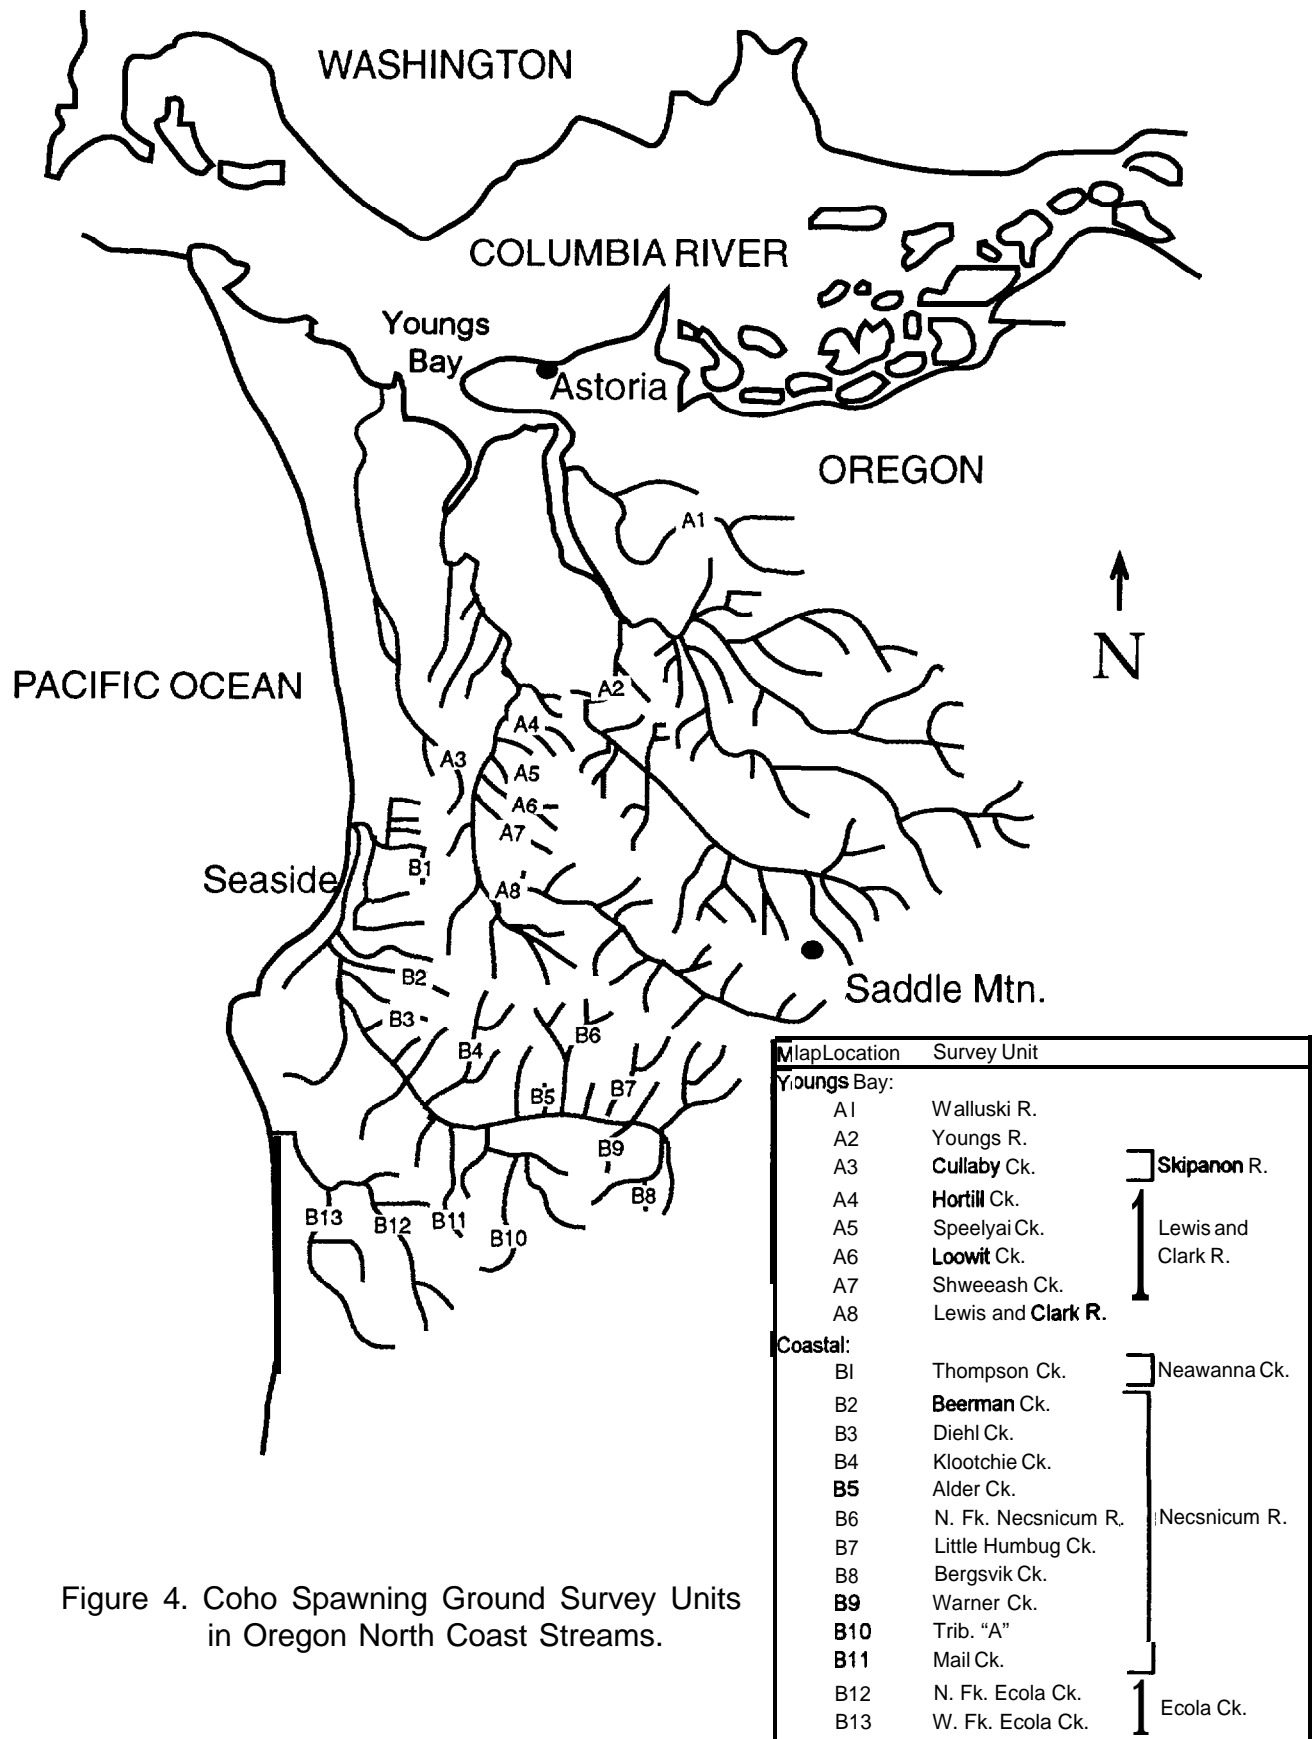 WASHINGTON
COLUMBIA RIVER
Youngs
Bay
Astoria
OREGON
A1
N
PACIFIC OCEAN
A2
A4
A3
A5
A6
A7
Seaside
B1
A8
B2
Saddle Mtn.
B3
B6
B4
B7
B5
B9
B8
B13
B12
B11
B10
MlapLocation Survey Unit
Youngs Bay:
Al Walluski R.
A2 Youngs R.
A3 Cullaby Ck. Skipanon R.
A4 Hortill Ck.
A5 Speelyai Ck. Lewis and
A6 Loowit Ck. Clark R.
A7 Shweeash Ck.
A8 Lewis and Clark R.
Coastal:
Bl Thompson Ck. Neawanna Ck.
B2 Beerman Ck.
B3 Diehl Ck.
B4 Klootchie Ck.
B5 Alder Ck.
B6 N. Fk. Necsnicum R. Necsnicum R.
B7 Little Humbug Ck.
B8 Bergsvik Ck.
B9 Warner Ck.
B10 Trib. “A”
B11 Mail Ck.
B12 N. Fk. Ecola Ck. Ecola Ck.
B13 W. Fk. Ecola Ck.
Figure 4. Coho Spawning Ground Survey Units
in Oregon North Coast Streams.